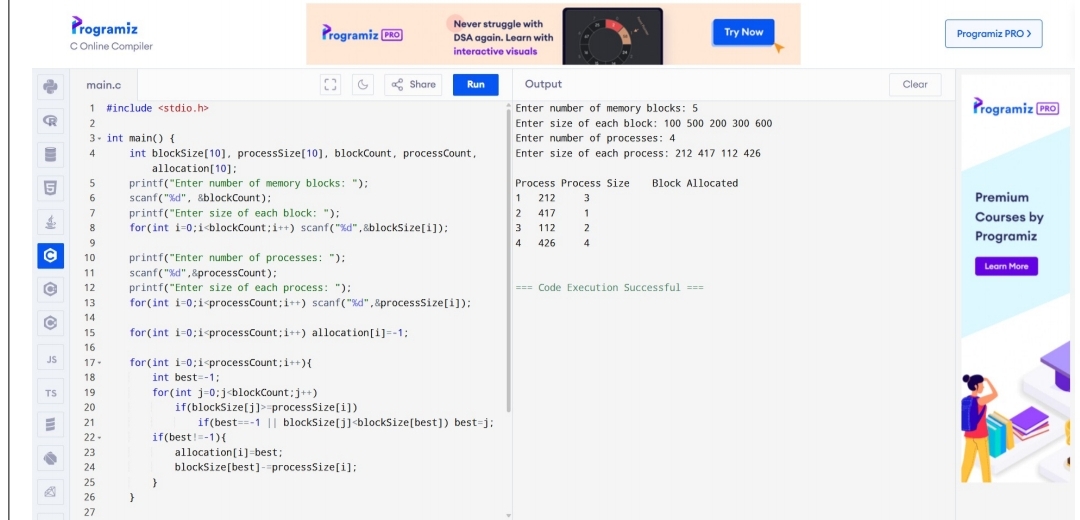 Programiz
C Online Compiler
Programiz PRO
Never struggle with
DSA again. Learn with
interactive visuals
Try Now
Programiz PRO >
main.c
Share
Run
Output
Clear
1 #include <stdio.h>
2
3 int main() {
4     int blockSize[10], processSize[10], blockCount, processCount,
        allocation[10];
5     printf("Enter number of memory blocks: ");
6     scanf("%d", &blockCount);
7     printf("Enter size of each block: ");
8     for(int i=0;i<blockCount;i++) scanf("%d",&blockSize[i]);
9
10     printf("Enter number of processes: ");
11     scanf("%d",&processCount);
12     printf("Enter size of each process: ");
13     for(int i=0;i<processCount;i++) scanf("%d",&processSize[i]);
14
15     for(int i=0;i<processCount;i++) allocation[i]=-1;
16
17     for(int i=0;i<processCount;i++){
18         int best=-1;
19         for(int j=0;j<blockCount;j++)
20             if(blockSize[j]>=processSize[i])
21                 if(best==-1 || blockSize[j]<blockSize[best]) best=j;
22         if(best!=-1){
23             allocation[i]=best;
24             blockSize[best]-=processSize[i];
25         }
26     }
27
Enter number of memory blocks: 5
Enter size of each block: 100 500 200 300 600
Enter number of processes: 4
Enter size of each process: 212 417 112 426
Process Process Size    Block Allocated
1   212     3
2   417     1
3   112     2
4   426     4
=== Code Execution Successful ===
JS
TS
Programiz PRO
Premium
Courses by
Programiz
Learn More